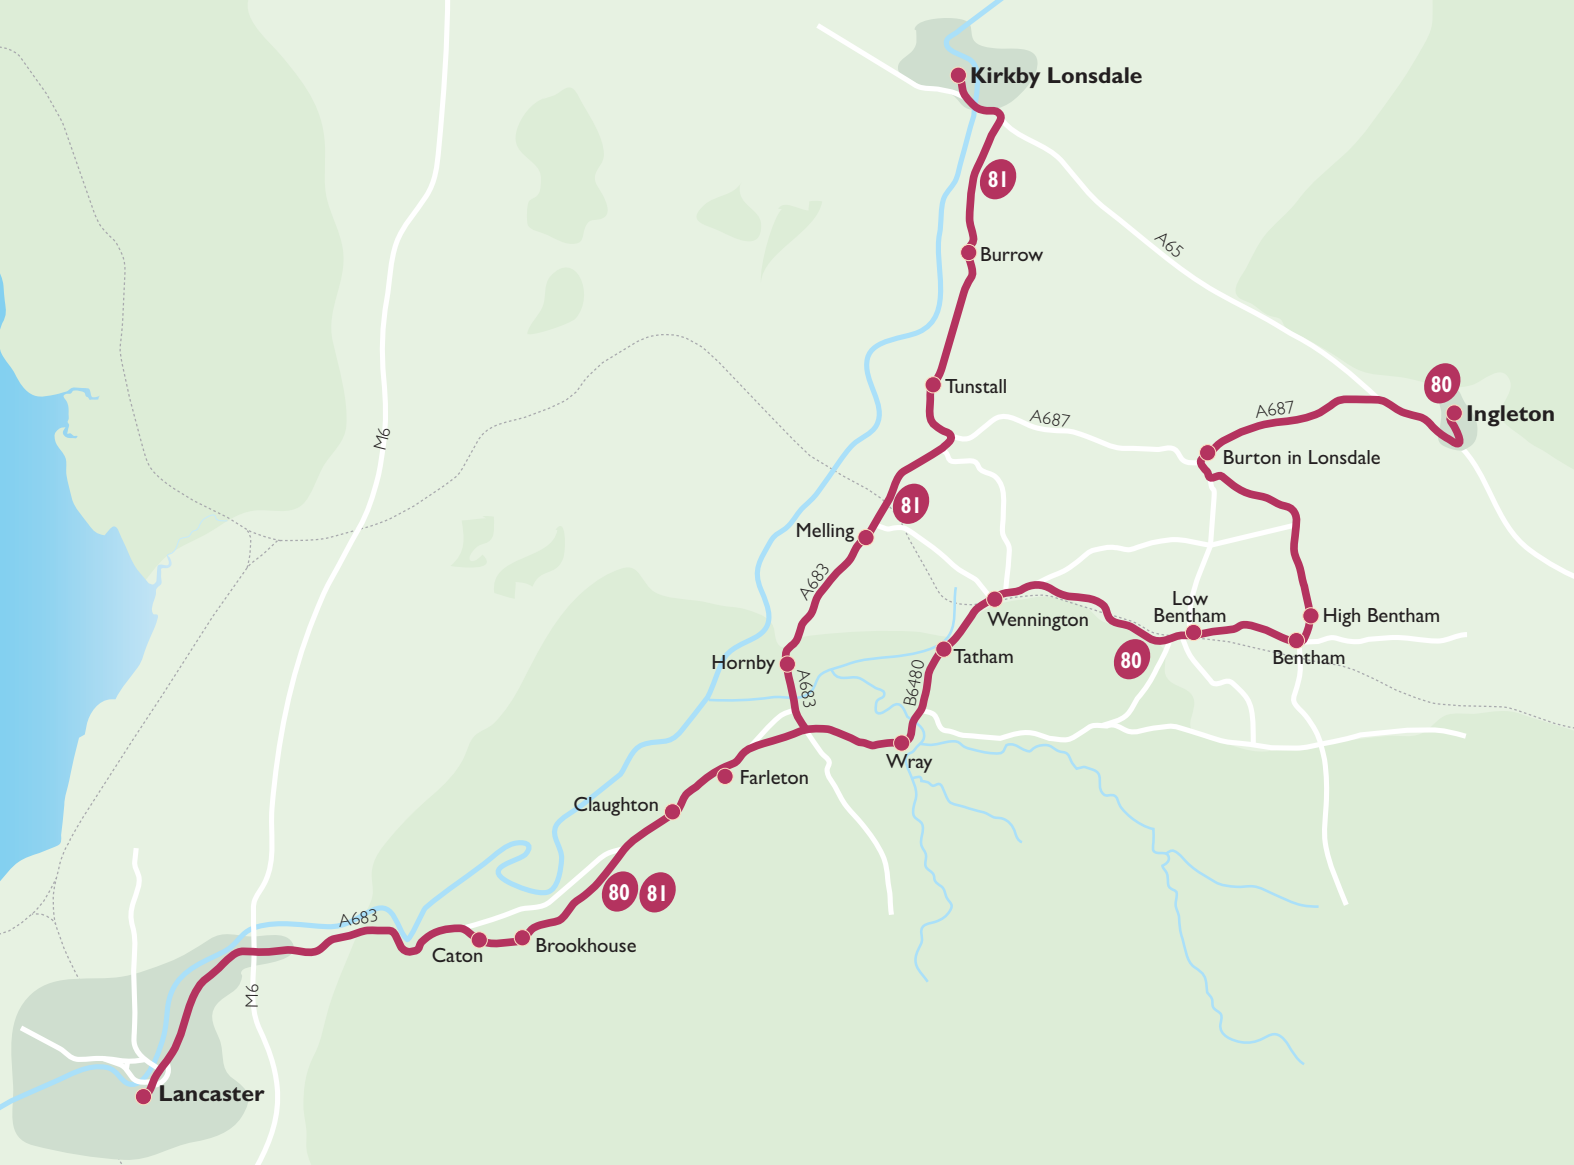 Kirkby Lonsdale
81
A65
Burrow
80
Tunstall
A687
A687
Ingleton
M6
Burton in Lonsdale
81
Melling
A683
Low
Bentham
High Bentham
Wennington
Hornby
A683
B6480
Tatham
80
Bentham
Wray
Farleton
Claughton
80
81
A683
Caton
Brookhouse
M6
Lancaster